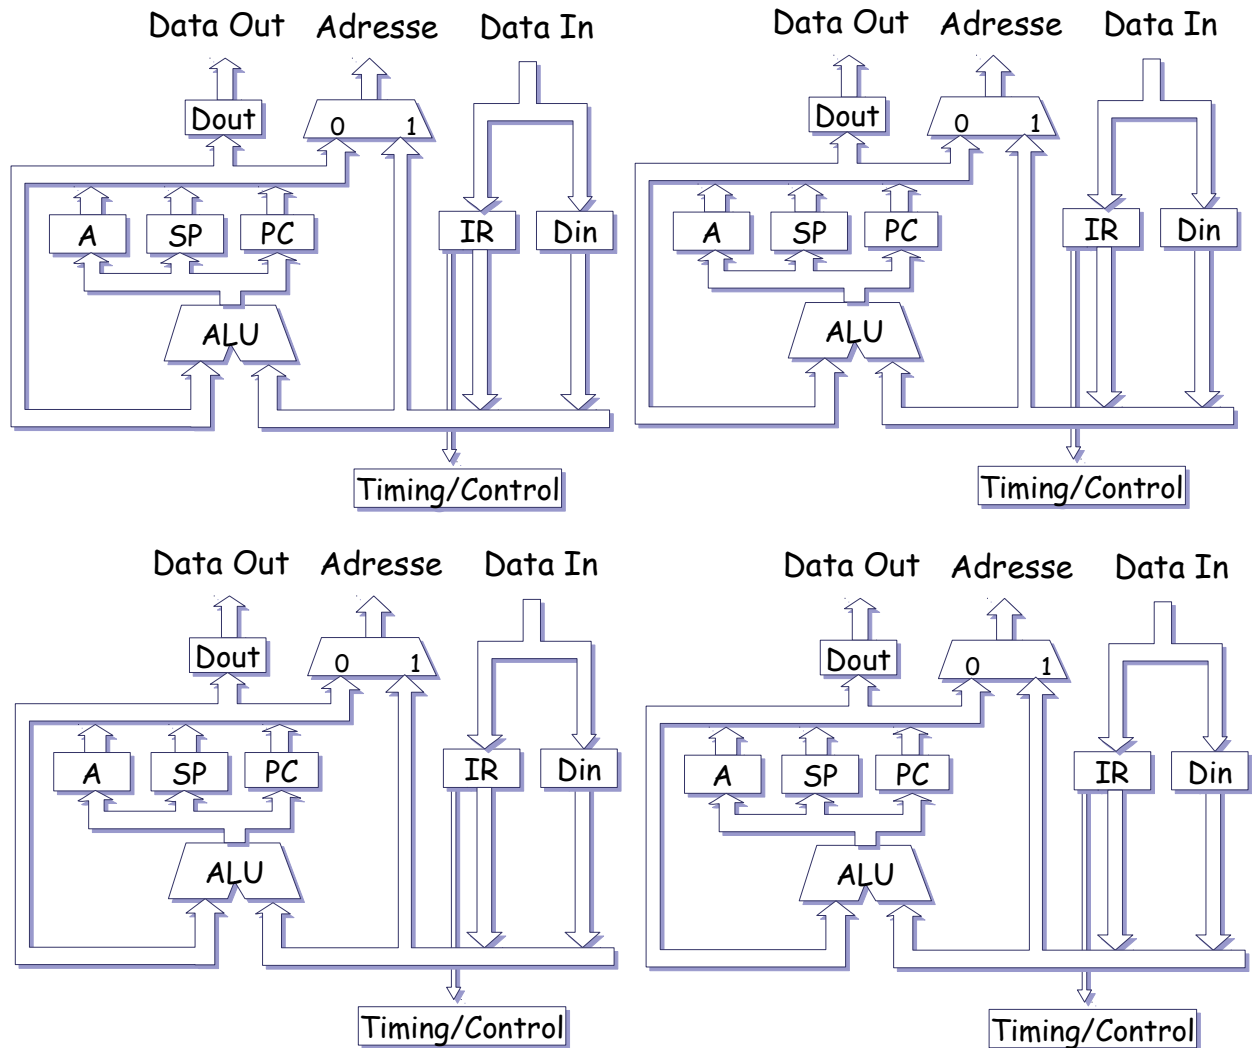 Data Out Adresse Data In
Dout 0 1
A SP PC IR Din
ALU
Timing/Control
Data Out Adresse Data In
Dout 0 1
A SP PC IR Din
ALU
Timing/Control
Data Out Adresse Data In
Dout 0 1
A SP PC IR Din
ALU
Timing/Control
Data Out Adresse Data In
Dout 0 1
A SP PC IR Din
ALU
Timing/Control